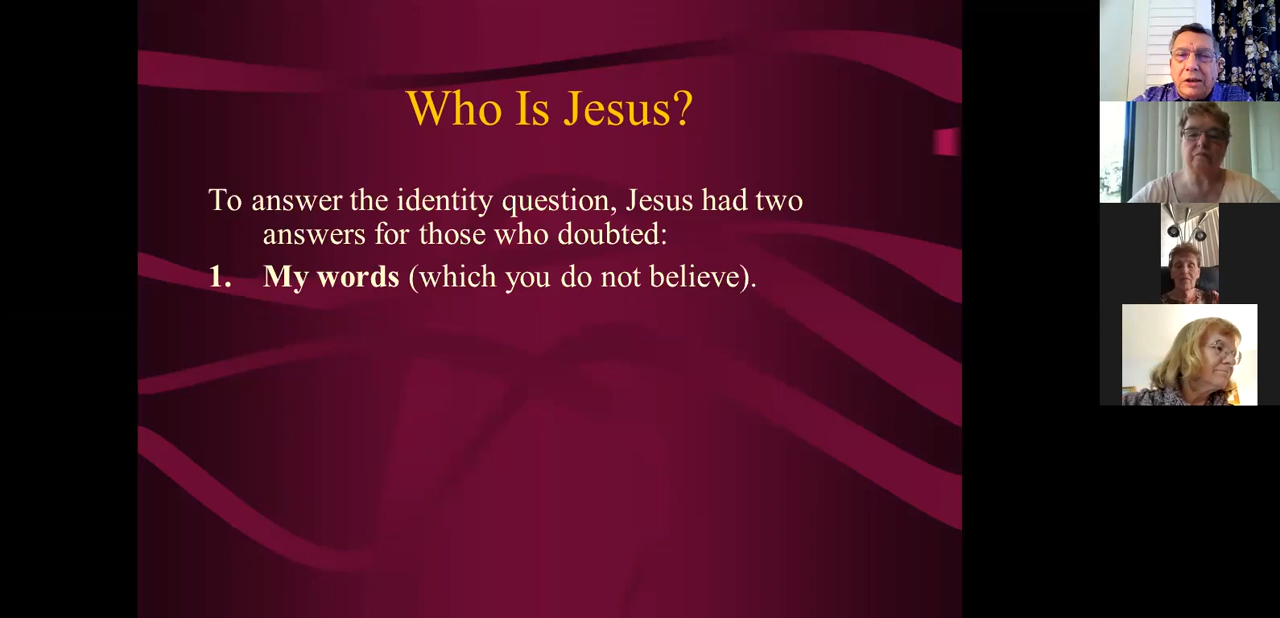 Who Is Jesus?
To answer the identity question, Jesus had two
answers for those who doubted:
1. My words (which you do not believe).